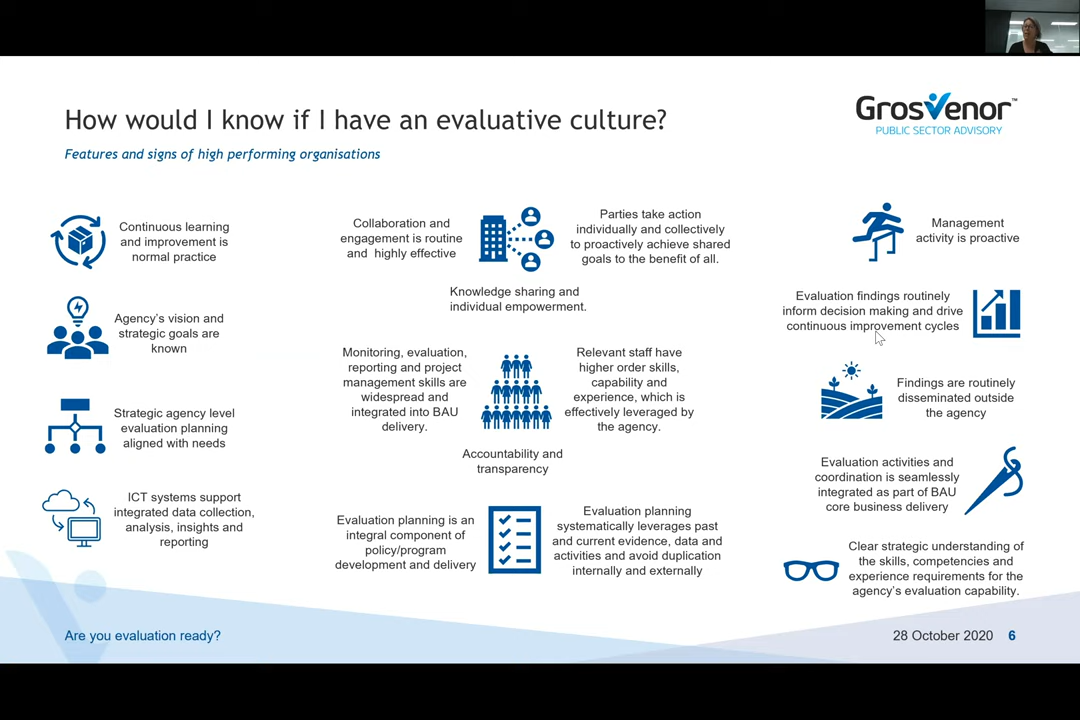 How would I know if I have an evaluative culture?
Features and signs of high performing organisations
GrosVenor™
PUBLIC SECTOR ADVISORY
Continuous learning
and improvement is
normal practice
Agency's vision and
strategic goals are
known
Strategic agency level
evaluation planning
aligned with needs
ICT systems support
integrated data collection,
analysis, insights and
reporting
Collaboration and
engagement is routine
and highly effective
Parties take action
individually and collectively
to proactively achieve shared
goals to the benefit of all.
Knowledge sharing and
individual empowerment.
Monitoring, evaluation,
reporting and project
management skills are
widespread and
integrated into BAU
delivery.
Relevant staff have
higher order skills,
capability and
experience, which is
effectively leveraged by
the agency.
Accountability and
transparency
Evaluation planning is an
integral component of
policy/program
development and delivery
Evaluation planning
systematically leverages past
and current evidence, data and
activities and avoid duplication
internally and externally
Management
activity is proactive
Evaluation findings routinely
inform decision making and drive
continuous improvement cycles
Findings are routinely
disseminated outside
the agency
Evaluation activities and
coordination is seamlessly
integrated as part of BAU
core business delivery
Clear strategic understanding of
the skills, competencies and
experience requirements for the
agency's evaluation capability.
Are you evaluation ready?
28 October 2020 6